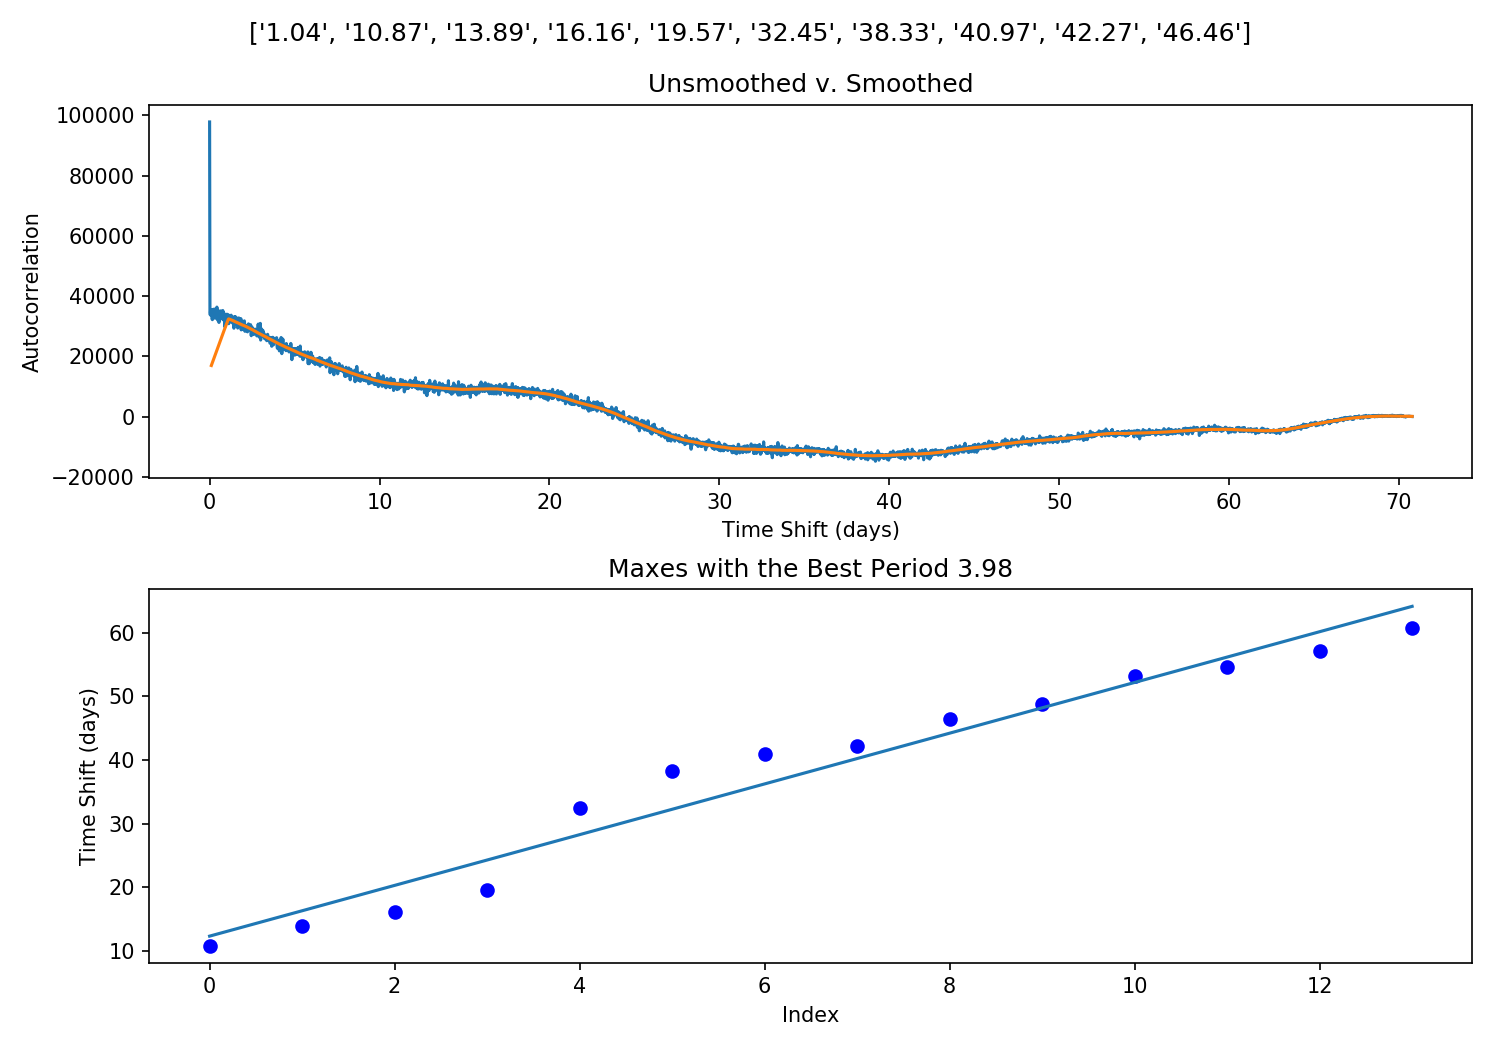 ['1.04', '10.87', '13.89', '16.16', '19.57', '32.45', '38.33', '40.97', '42.27', '46.46']
Unsmoothed v. Smoothed
Autocorrelation
100000
80000
60000
40000
20000
0
−20000
0 10 20 30 40 50 60 70
Time Shift (days)
Maxes with the Best Period 3.98
Time Shift (days)
60
50
40
30
20
10
0 2 4 6 8 10 12
Index